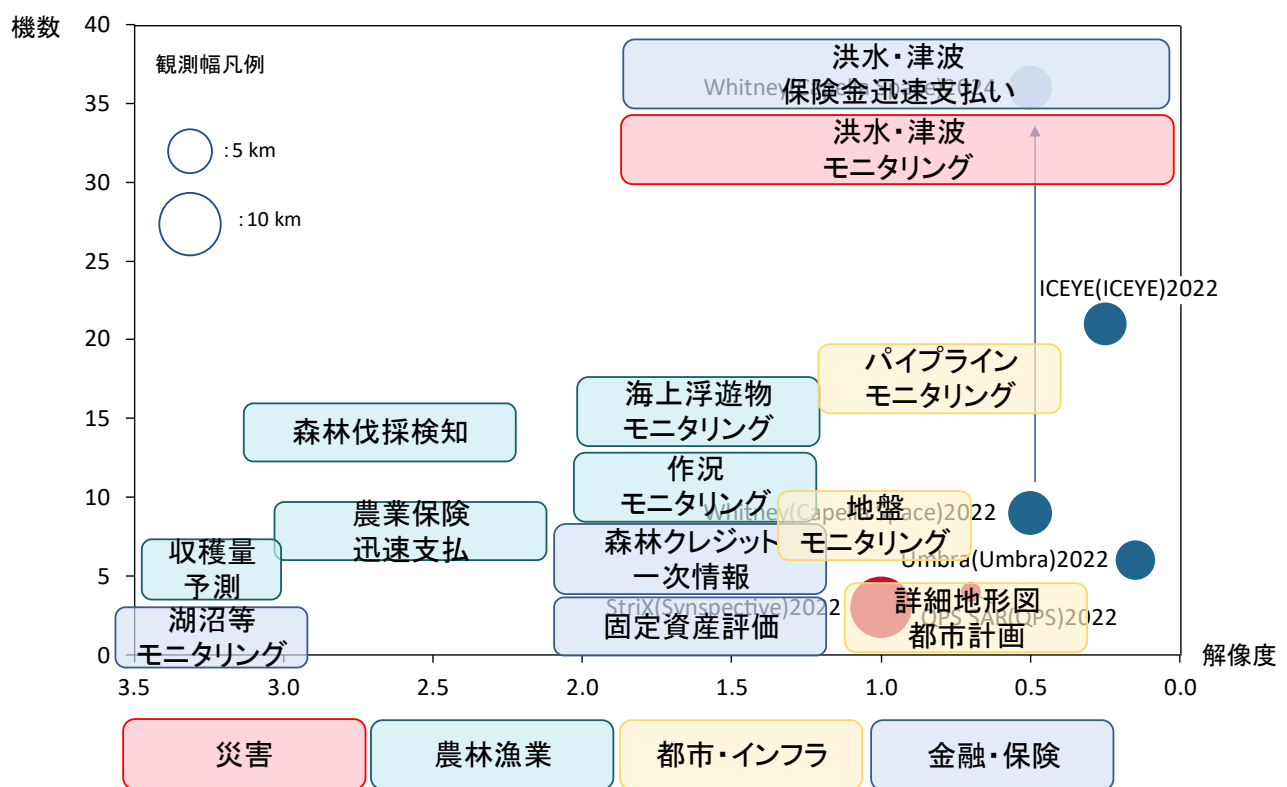 機数
40
35
30
25
20
15
10
5
0
観測幅凡例
:5 km
:10 km
洪水・津波
保険金迅速支払い
Whitney(Capella Space)2024
洪水・津波
モニタリング
ICEYE(ICEYE)2022
パイプライン
モニタリング
海上浮遊物
モニタリング
森林伐採検知
作況
モニタリング
農業保険
迅速支払
地盤
モニタリング
Whitney(Capella Space)2022
森林クレジット
一次情報
Umbra(Umbra)2022
収穫量
予測
StriX(Synspective)2022
詳細地形図
都市計画
QPS SAR(QPS)2022
固定資産評価
湖沼等
モニタリング
3.5
3.0
2.5
2.0
1.5
1.0
0.5
0.0
解像度
災害
農林漁業
都市・インフラ
金融・保険